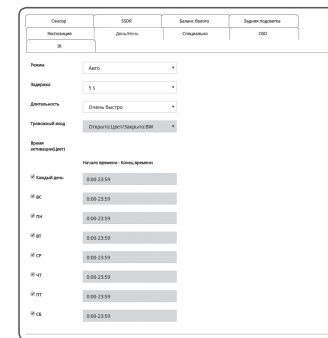 Сенсор SSDR Баланс белого Задняя подсветка
Экспозиция День/Ночь Специально OSD
IR
Режим Авто
Задержка 5 s
Длительность Очень быстро
Тревожный вход Открыто:Цвет/Закрыто:BW
Время
активации(Цвет)
Начало времени - Конец времени
Каждый день 0:00-23:59
ВС 0:00-23:59
ПН 0:00-23:59
ВТ 0:00-23:59
СР 0:00-23:59
ЧТ 0:00-23:59
ПТ 0:00-23:59
СБ 0:00-23:59